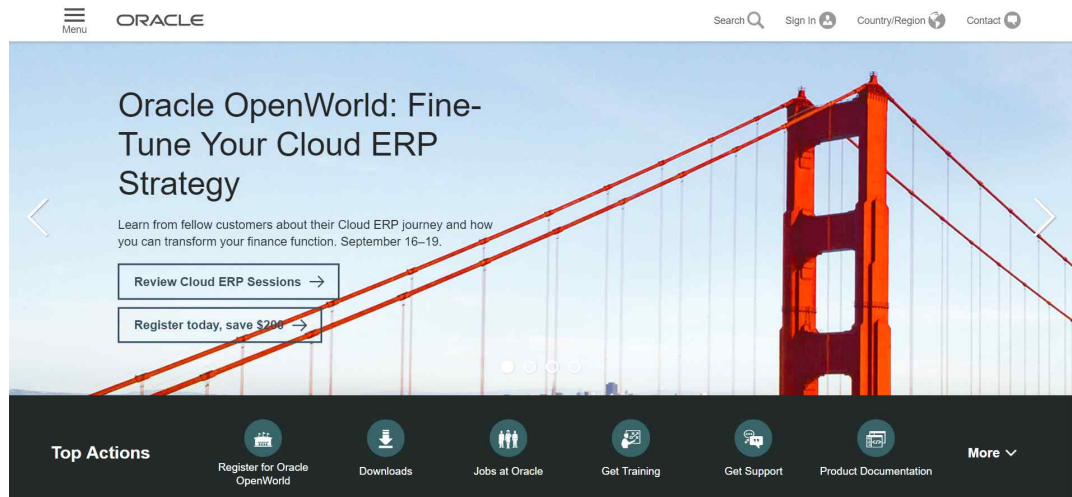 Menu
ORACLE
Search
Sign In
Country/Region
Contact
Oracle OpenWorld: Fine-
Tune Your Cloud ERP
Strategy
Learn from fellow customers about their Cloud ERP journey and how
you can transform your finance function. September 16–19.
Review Cloud ERP Sessions
Register today, save $200
Top Actions
Register for Oracle
OpenWorld
Downloads
Jobs at Oracle
Get Training
Get Support
Product Documentation
More